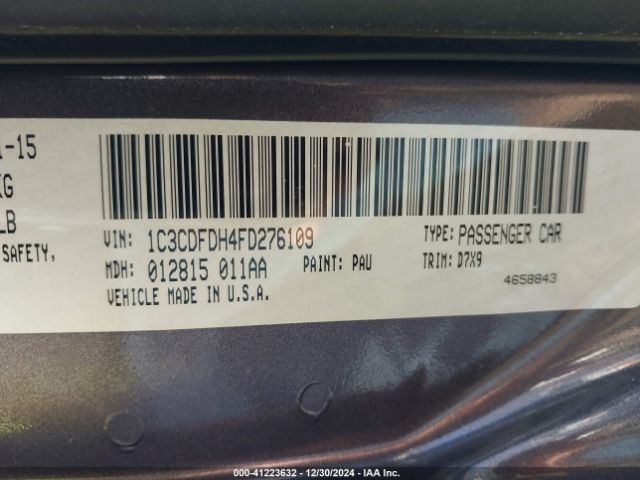 1-15
KG
LB
SAFETY,
VIN: 1C3CDFDH4FD276109
TYPE: PASSENGER CAR
MDH: 012815 011AA
PAINT: PAU
TRIM: D7X9
VEHICLE MADE IN U.S.A.
4658843
000-41223632 - 12/30/2024 - IAA Inc.